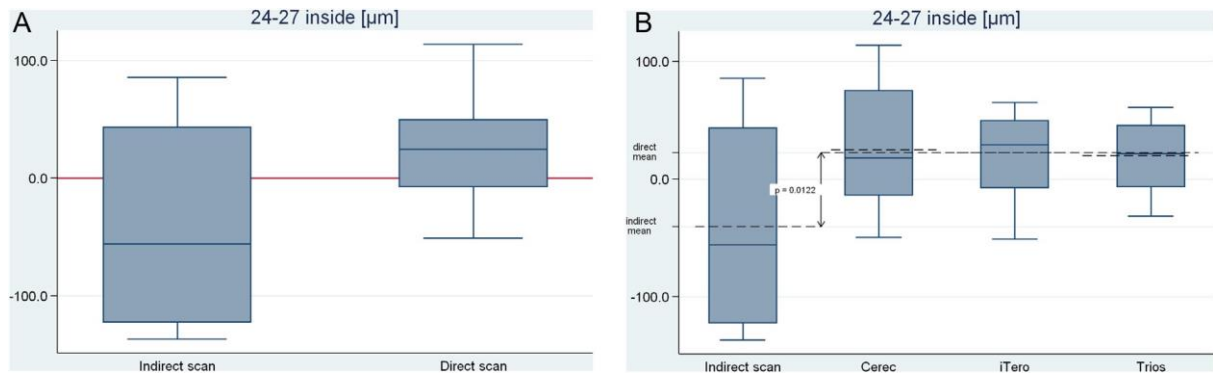 A
24-27 inside [µm]
100.0
0.0
-100.0
Indirect scan Direct scan
B
24-27 inside [µm]
100.0
direct
mean
0.0
p = 0.0122
indirect
mean
-100.0
Indirect scan Cerec iTero Trios